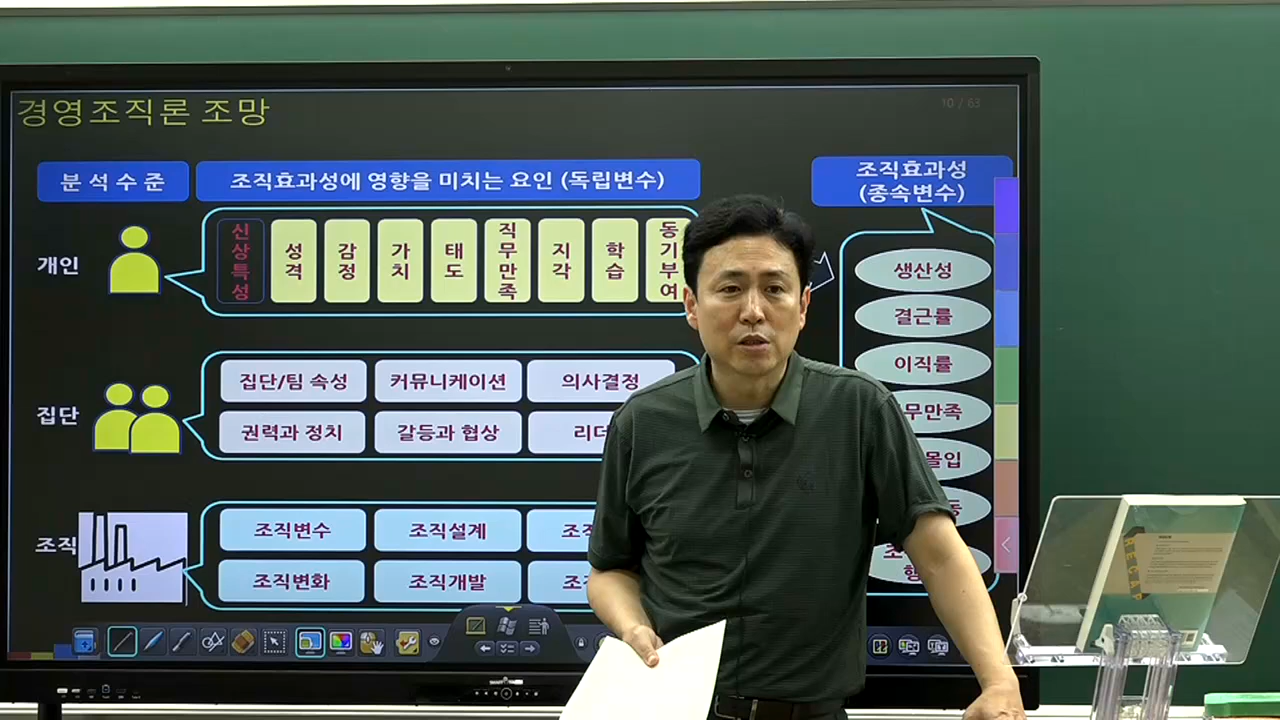 경영조직론 조망
10 / 63
분석수준
조직효과성에 영향을 미치는 요인 (독립변수)
조직효과성
(종속변수)
개인
신상특성
성격
감정
가치
태도
직무만족
지각
학습
동기부여
생산성
결근률
이직률
무만족
몰입
집단
집단/팀 속성
커뮤니케이션
의사결정
권력과 정치
갈등과 협상
리더
조직
조직변수
조직설계
조직변화
조직개발